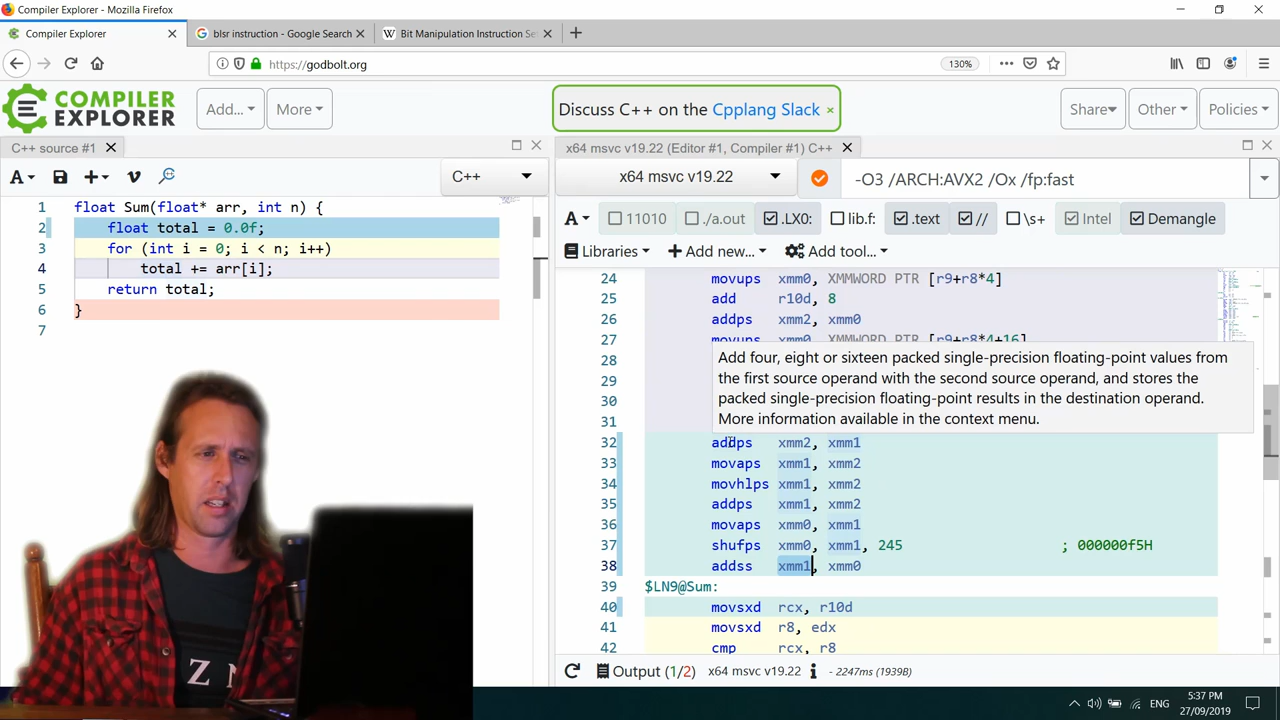 Compiler Explorer - Mozilla Firefox
Compiler Explorer
blsr instruction - Google Search
Bit Manipulation Instruction Se
https://godbolt.org
130%
COMPILER
EXPLORER
Add...
More
Discuss C++ on the Cpplang Slack ×
Share
Other
Policies
C++ source #1
x64 msvc v19.22 (Editor #1, Compiler #1) C++
A
C++
x64 msvc v19.22
-O3 /ARCH:AVX2 /Ox /fp:fast
A
11010
./a.out
.LX0:
lib.f:
.text
//
\s+
Intel
Demangle
Libraries
Add new...
Add tool...
1 float Sum(float* arr, int n) {
2 float total = 0.0f;
3 for (int i = 0; i < n; i++)
4 total += arr[i];
5 return total;
6 }
7
24 movups xmm0, XMMWORD PTR [r9+r8*4]
25 add r10d, 8
26 addps xmm2, xmm0
27 movups xmm0, XMMWORD PTR [r9+r8*4+16]
28
29
30
31
Add four, eight or sixteen packed single-precision floating-point values from
the first source operand with the second source operand, and stores the
packed single-precision floating-point results in the destination operand.
More information available in the context menu.
32 addps xmm2, xmm1
33 movaps xmm1, xmm2
34 movhlps xmm1, xmm2
35 addps xmm1, xmm2
36 movaps xmm0, xmm1
37 shufps xmm0, xmm1, 245 ; 000000f5H
38 addss xmm1, xmm0
39 $LN9@Sum:
40 movsxd rcx, r10d
41 movsxd r8, edx
42 cmp rcx, r8
Output (1/2) x64 msvc v19.22 i - 2247ms (1939B)
Z N
ENG
5:37 PM
27/09/2019